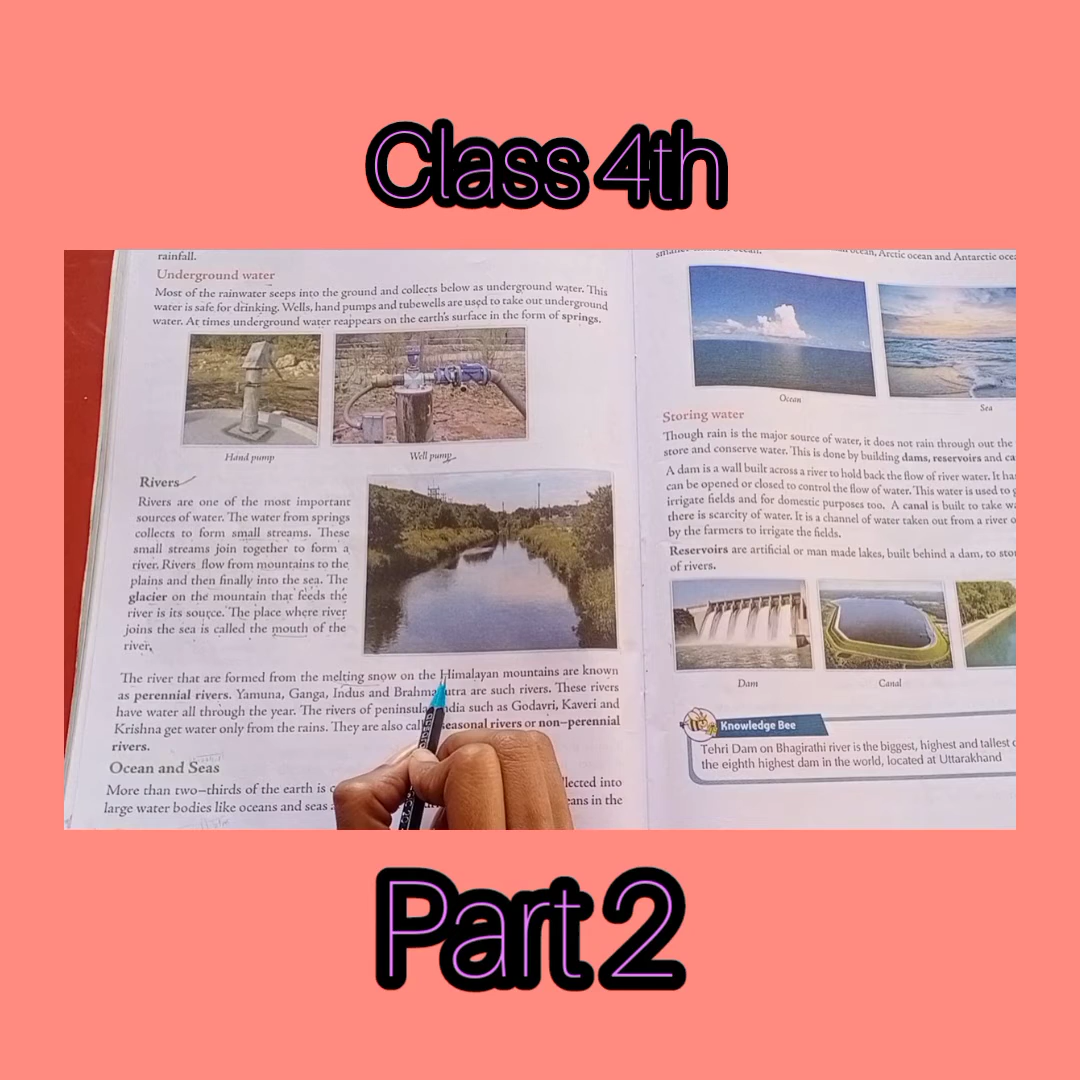 Class 4th
rainfall.
Underground water
Most of the rainwater seeps into the ground and collects below as underground water. This
water is safe for drinking. Wells, hand pumps and tubewells are used to take out underground
water. At times underground water reappears on the earth's surface in the form of springs.
Hand pump
Well pump
Rivers
Rivers are one of the most important
sources of water. The water from springs
collects to form small streams. These
small streams join together to form a
river. Rivers flow from mountains to the
plains and then finally into the sea. The
glacier on the mountain that feeds the
river is its source. The place where river
joins the sea is called the mouth of the
river.
The river that are formed from the melting snow on the Himalayan mountains are known
as perennial rivers. Yamuna, Ganga, Indus and Brahma utra are such rivers. These rivers
have water all through the year. The rivers of peninsula ndia such as Godavri, Kaveri and
Krishna get water only from the rains. They are also call seasonal rivers or non–perennial
rivers.
Ocean and Seas
More than two–thirds of the earth is llected into
large water bodies like oceans and seas in the
ocean, Arctic ocean and Antarctic ocea
Ocean
Sea
Storing water
Though rain is the major source of water, it does not rain through out the
store and conserve water. This is done by building dams, reservoirs and ca
A dam is a wall built across a river to hold back the flow of river water. It ha
can be opened or closed to control the flow of water. This water is used to g
irrigate fields and for domestic purposes too. A canal is built to take wa
there is scarcity of water. It is a channel of water taken out from a river o
by the farmers to irrigate the fields.
Reservoirs are artificial or man made lakes, built behind a dam, to stor
of rivers.
Dam
Canal
Knowledge Bee
Tehri Dam on Bhagirathi river is the biggest, highest and tallest
the eighth highest dam in the world, located at Uttarakhand
Part 2